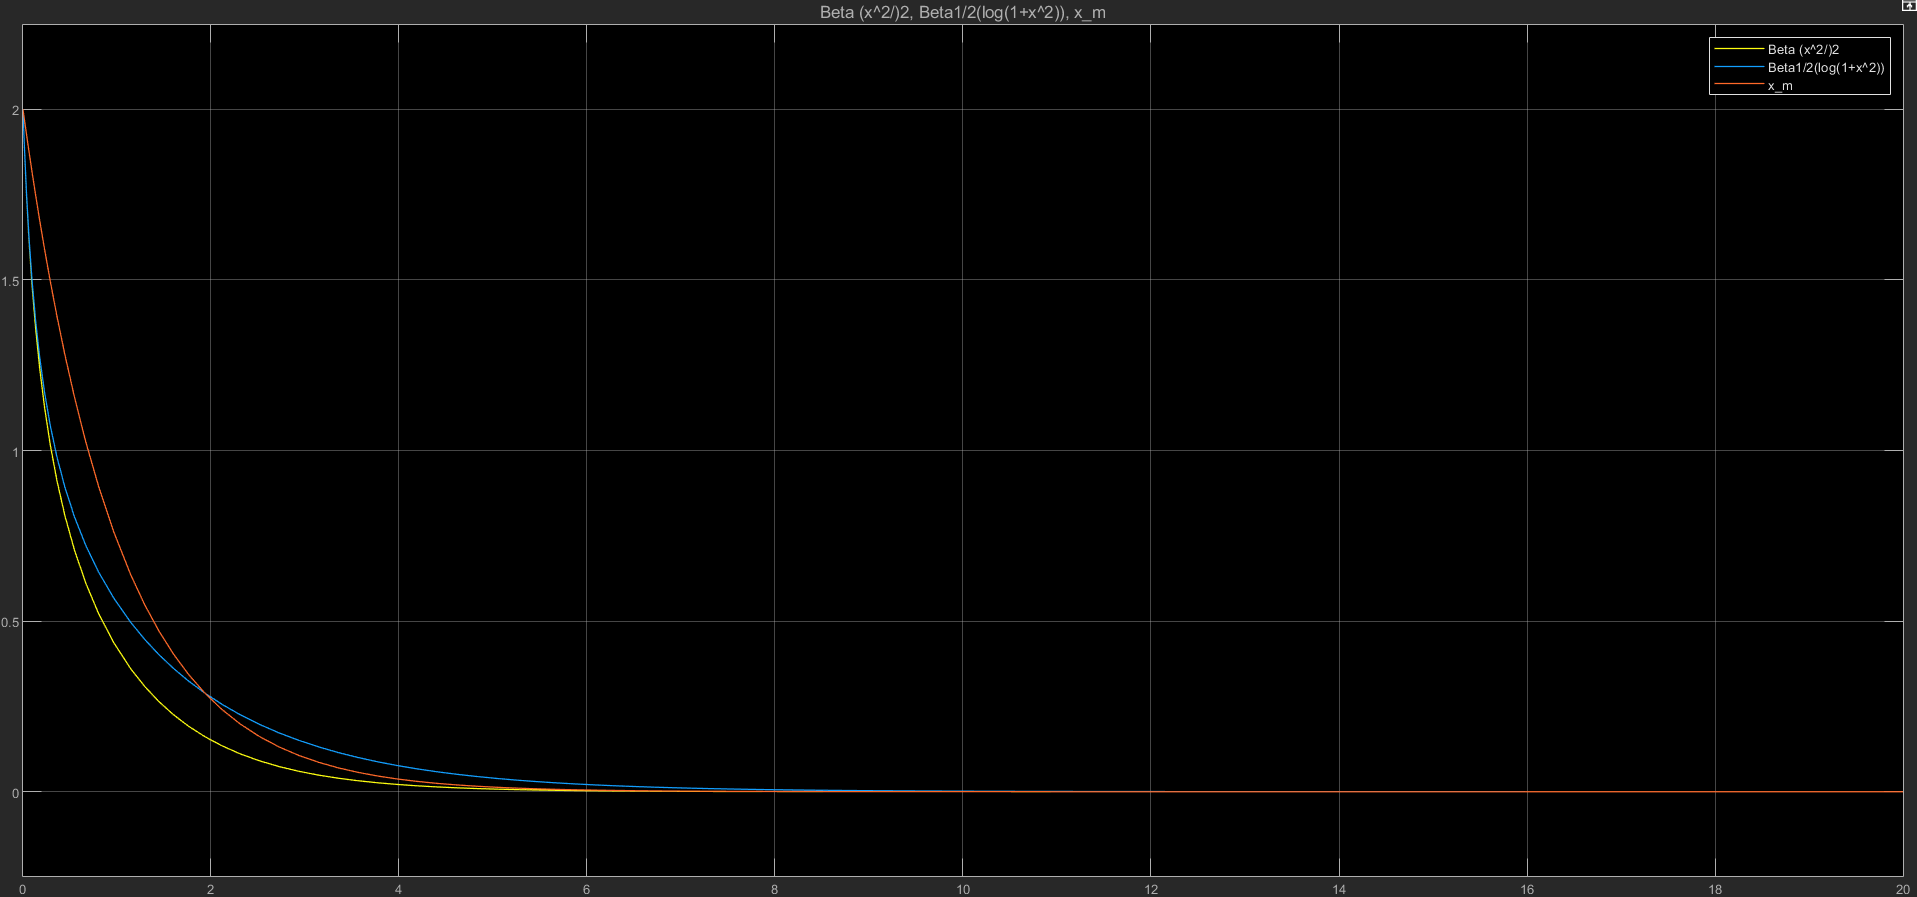 Beta (x^2/)2, Beta1/2(log(1+x^2)), x_m
Beta (x^2/)2
Beta1/2(log(1+x^2))
x_m
2
1.5
1
0.5
0
0 2 4 6 8 10 12 14 16 18 20